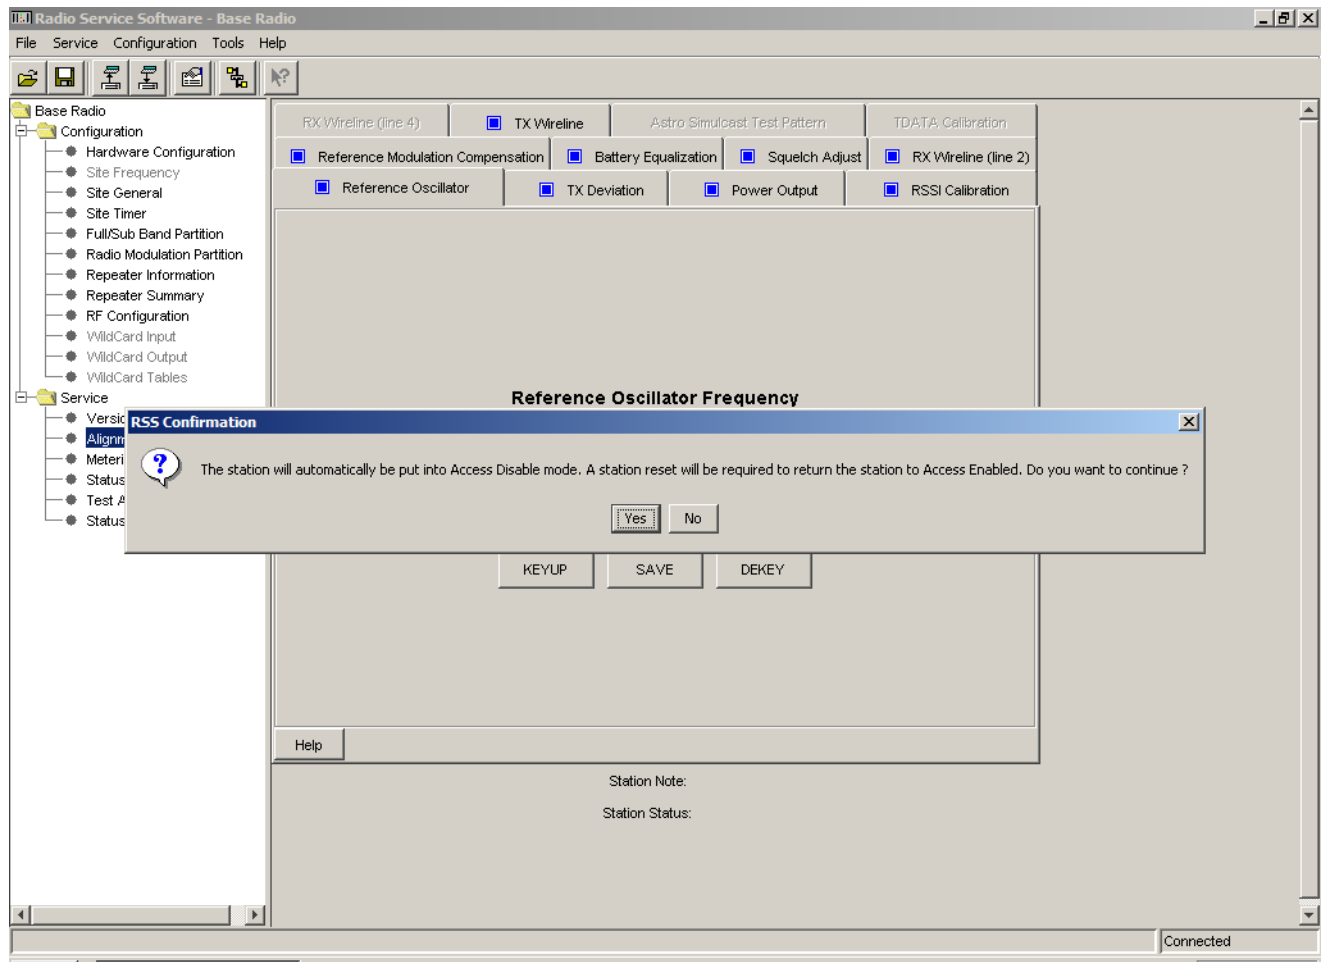 Radio Service Software - Base Radio
File Service Configuration Tools Help
Base Radio
Configuration
Hardware Configuration
Site Frequency
Site General
Site Timer
Full/Sub Band Partition
Radio Modulation Partition
Repeater Information
Repeater Summary
RF Configuration
WildCard Input
WildCard Output
WildCard Tables
Service
Status
Test
Status
RX Wireline (line 4) TX Wireline Astro Simulcast Test Pattern TDATA Calibration
Reference Modulation Compensation Battery Equalization Squelch Adjust RX Wireline (line 2)
Reference Oscillator TX Deviation Power Output RSSI Calibration
Reference Oscillator Frequency
RSS Confirmation
The station will automatically be put into Access Disable mode. A station reset will be required to return the station to Access Enabled. Do you want to continue ?
Yes No
KEYUP SAVE DEKEY
Help
Station Note:
Station Status:
Connected